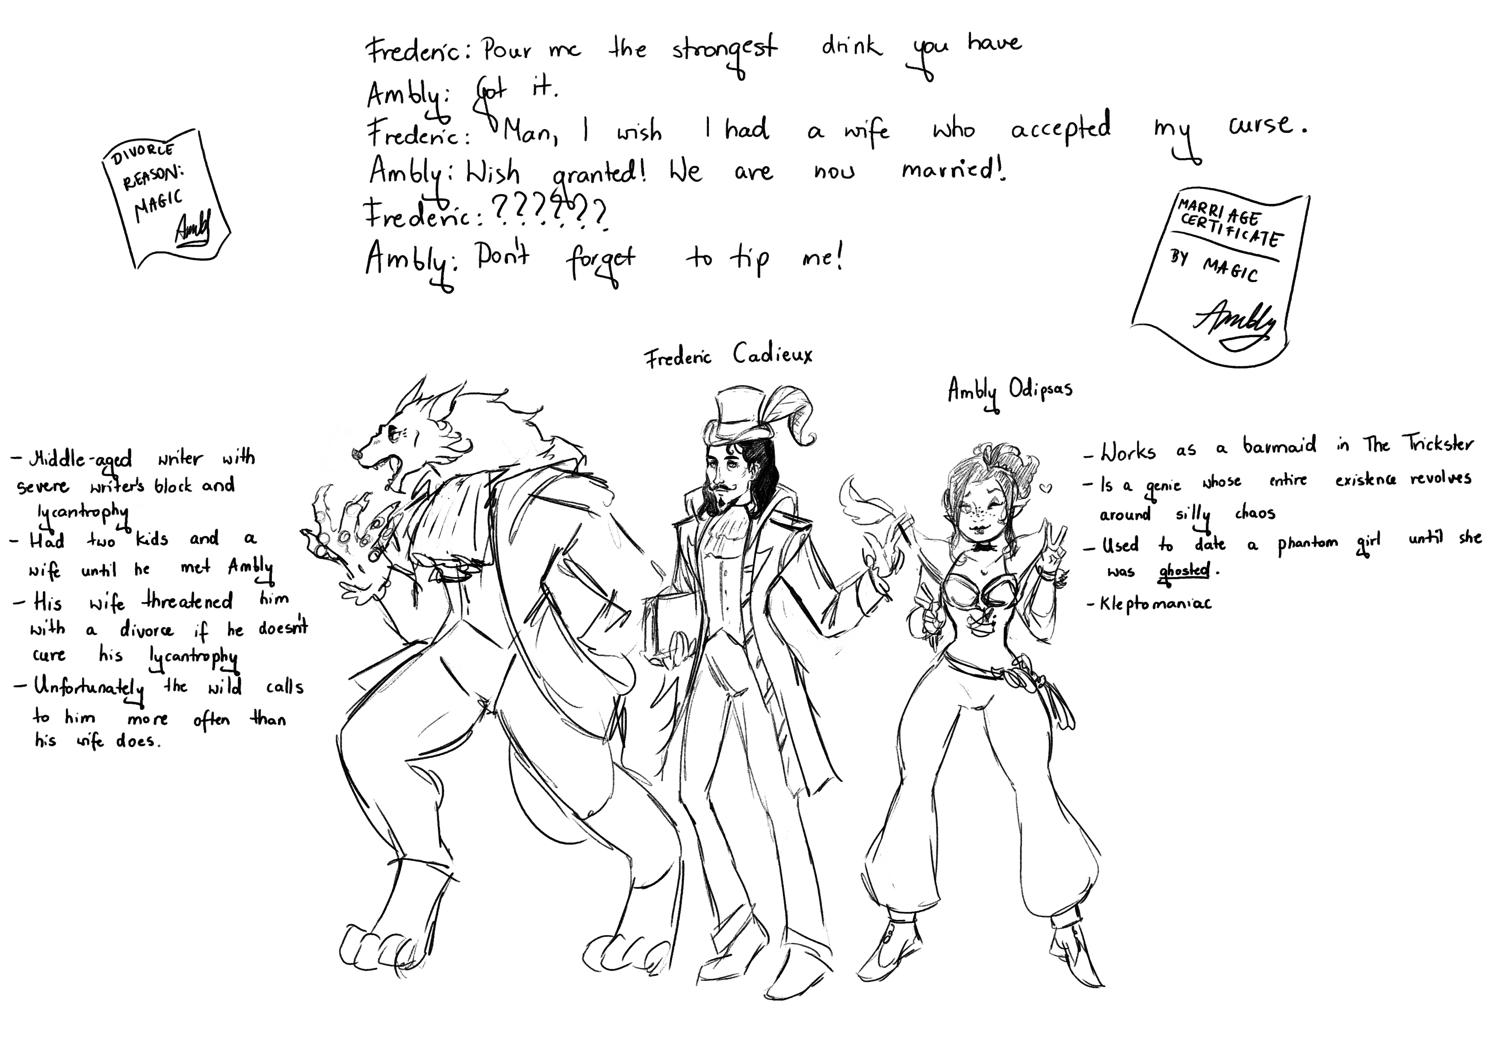 Frederic: Pour me the strongest drink you have
Ambly: Got it.
Frederic: Man, I wish I had a wife who accepted my curse.
Ambly: Wish granted! We are now married!
Frederic: ??????
Ambly: Don't forget to tip me!
DIVORCE
REASON:
MAGIC
Ambly
MARRIAGE
CERTIFICATE
BY MAGIC
Ambly
Frederic Cadieux
Ambly Odipsas
- Middle-aged writer with
severe writer's block and
lycantrophy
- Had two kids and a
wife until he met Ambly
- His wife threatened him
with a divorce if he doesn't
cure his lycantrophy
- Unfortunately the wild calls
to him more often than
his wife does.
- Works as a barmaid in The Trickster
- Is a genie whose entire existence revolves
around silly chaos
- Used to date a phantom girl until she
was ghosted.
- Kleptomaniac